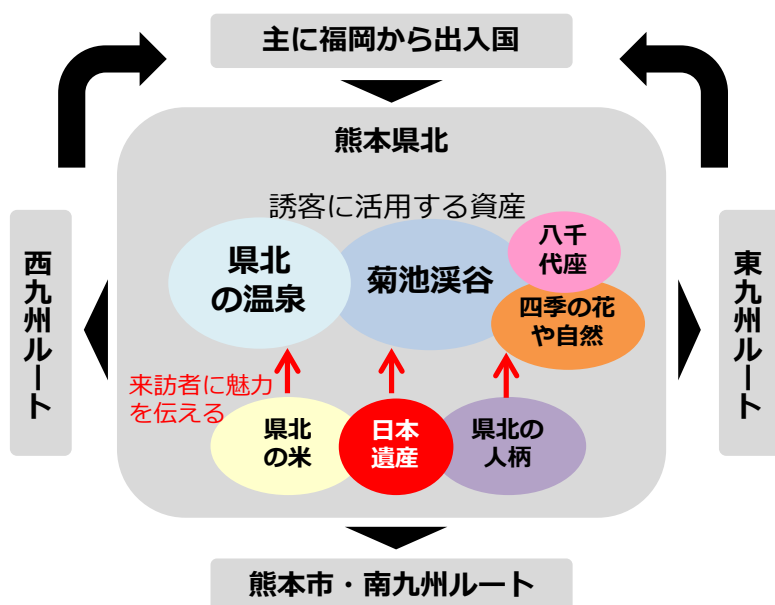 主に福岡から出入国
熊本県北
誘客に活用する資産
県北
の温泉
菊池渓谷
八千
代座
四季の花
や自然
西九州ルート
東九州ルート
来訪者に魅力
を伝える
県北
の米
日本
遺産
県北の
人柄
熊本市・南九州ルート